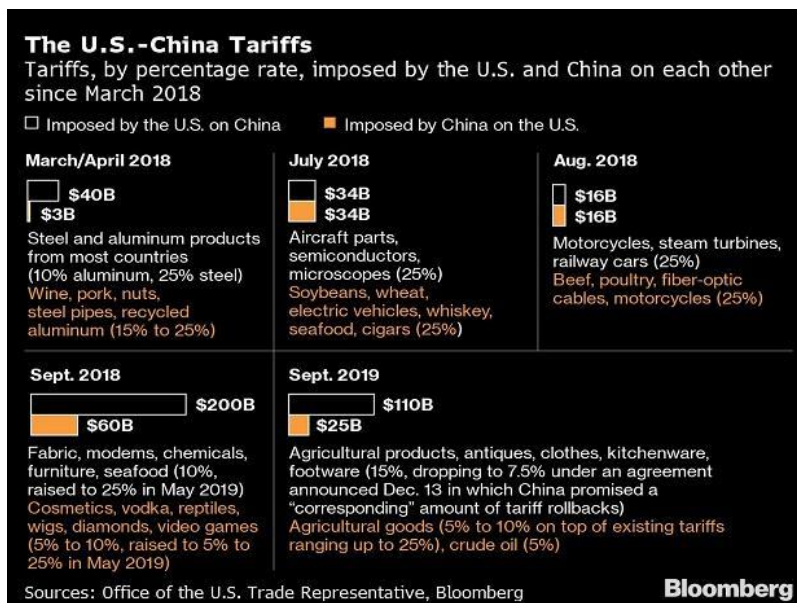 The U.S.-China Tariffs
Tariffs, by percentage rate, imposed by the U.S. and China on each other
since March 2018
Imposed by the U.S. on China
Imposed by China on the U.S.
March/April 2018
$40B
$3B
Steel and aluminum products
from most countries
(10% aluminum, 25% steel)
Wine, pork, nuts,
steel pipes, recycled
aluminum (15% to 25%)
July 2018
$34B
$34B
Aircraft parts,
semiconductors,
microscopes (25%)
Soybeans, wheat,
electric vehicles, whiskey,
seafood, cigars (25%)
Aug. 2018
$16B
$16B
Motorcycles, steam turbines,
railway cars (25%)
Beef, poultry, fiber-optic
cables, motorcycles (25%)
Sept. 2018
$200B
$60B
Fabric, modems, chemicals,
furniture, seafood (10%,
raised to 25% in May 2019)
Cosmetics, vodka, reptiles,
wigs, diamonds, video games
(5% to 10%, raised to 5% to
25% in May 2019)
Sept. 2019
$110B
$25B
Agricultural products, antiques, clothes, kitchenware,
footware (15%, dropping to 7.5% under an agreement
announced Dec. 13 in which China promised a
“corresponding” amount of tariff rollbacks)
Agricultural goods (5% to 10% on top of existing tariffs
ranging up to 25%), crude oil (5%)
Sources: Office of the U.S. Trade Representative, Bloomberg
Bloomberg